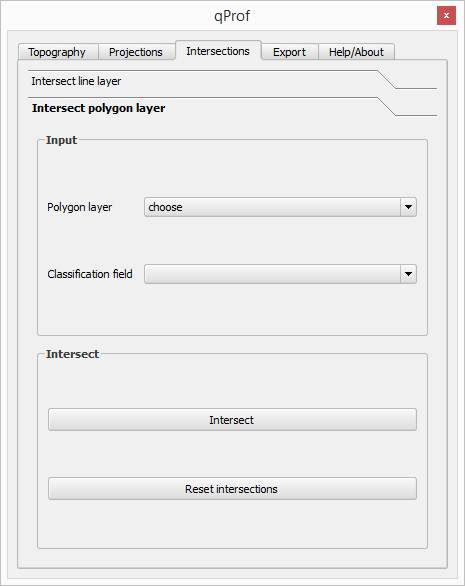 qProf
x
Topography Projections Intersections Export Help/About
Intersect line layer
Intersect polygon layer
Input
Polygon layer choose
Classification field
Intersect
Intersect
Reset intersections